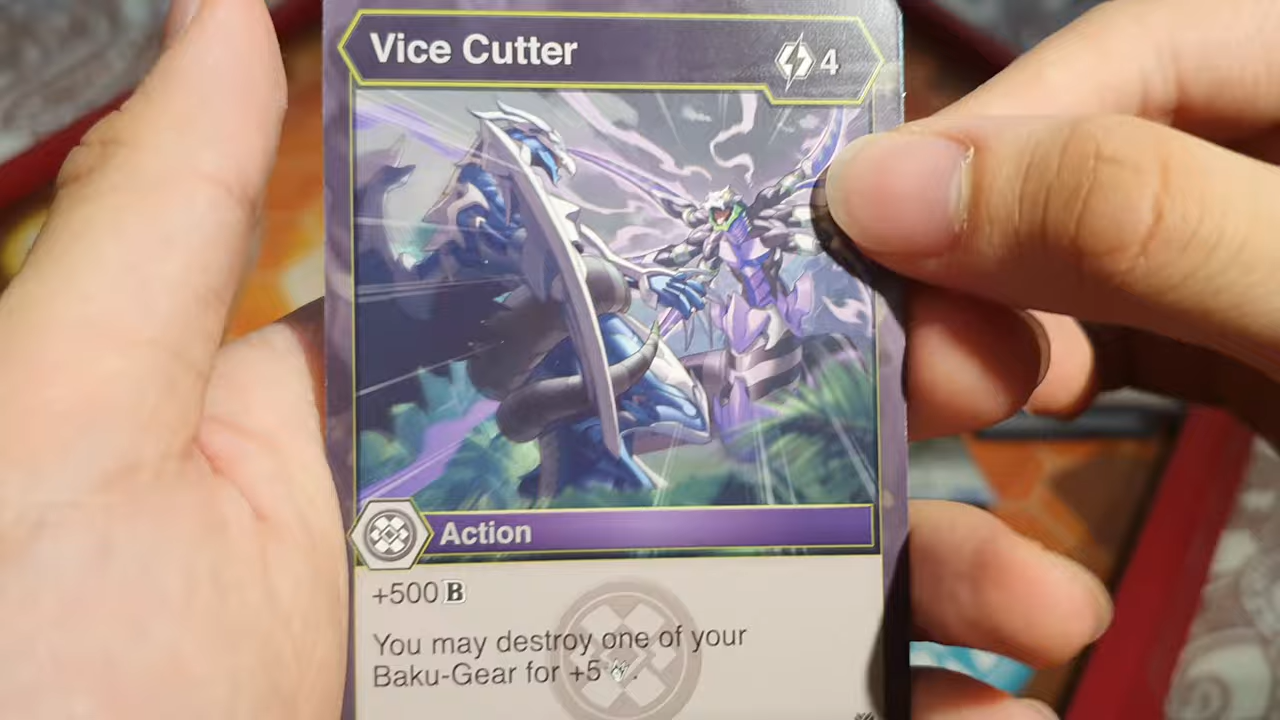 Vice Cutter
4
Action
+500 B
You may destroy one of your
Baku-Gear for +5.